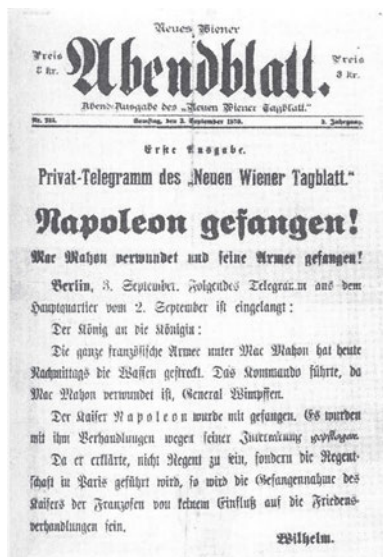 Neues Wiener
Preis
2 kr.
Abendblatt.
Preis
3 kr.
Abend-Ausgabe des „Neuen Wiener Tagblatt.“
Samstag, den 3. September 1870.
Erste Ausgabe.
Privat-Telegramm des „Neuen Wiener Tagblatt.“
Napoleon gefangen!
Mac Mahon verwundet und seine Armee gefangen!
Berlin, 3. September. Folgendes Telegramm aus dem
Hauptquartier vom 2. September ist eingelangt:
Der König an die Königin:
Die ganze französische Armee unter Mac Mahon hat heute
Nachmittags die Waffen gestreckt. Das Kommando führte, da
Mac Mahon verwundet ist, General Wimpffen.
Der Kaiser Napoleon wurde mit gefangen. Es wurden
mit ihm Verhandlungen wegen seiner Internirung gepflogen.
Da er erklärte, nicht Regent zu sein, sondern die Regent-
schaft in Paris geführt wird, so wird die Gefangennahme des
Kaisers der Franzosen von keinem Einfluß auf die Friedens-
verhandlungen sein.
Wilhelm.